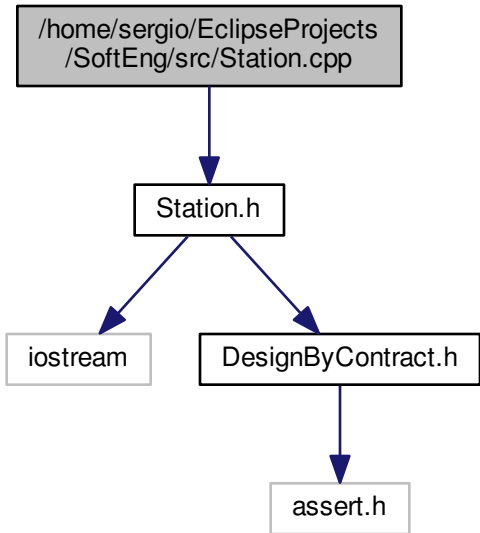 /home/sergio/EclipseProjects
/SoftEng/src/Station.cpp
Station.h
iostream
DesignByContract.h
assert.h